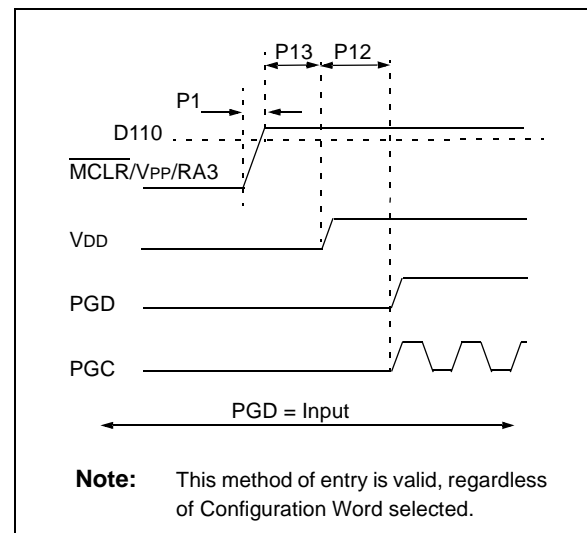 P13 P12
P1
D110
MCLR/VPP/RA3
VDD
PGD
PGC
PGD = Input
Note: This method of entry is valid, regardless
of Configuration Word selected.